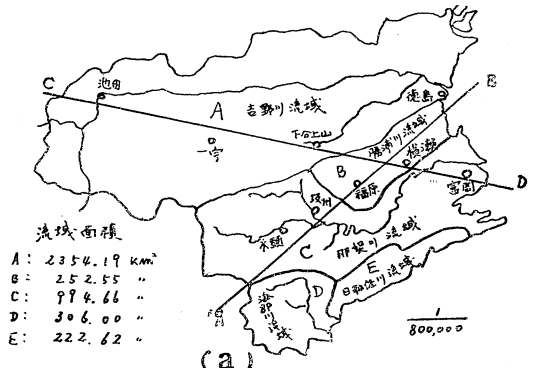 C
池田
A
吉野川流域
徳島
E
一宇
下谷上山
勝浦川流域
横瀬
B
福原
富岡
D
坂州
木頭
C
那賀川流域
E
日和佐川流域
D
海部川流域
流域面積
A: 2354.19 Km²
B: 252.55 〃
C: 994.66 〃
D: 306.00 〃
E: 222.62 〃
1
800,000
(a)